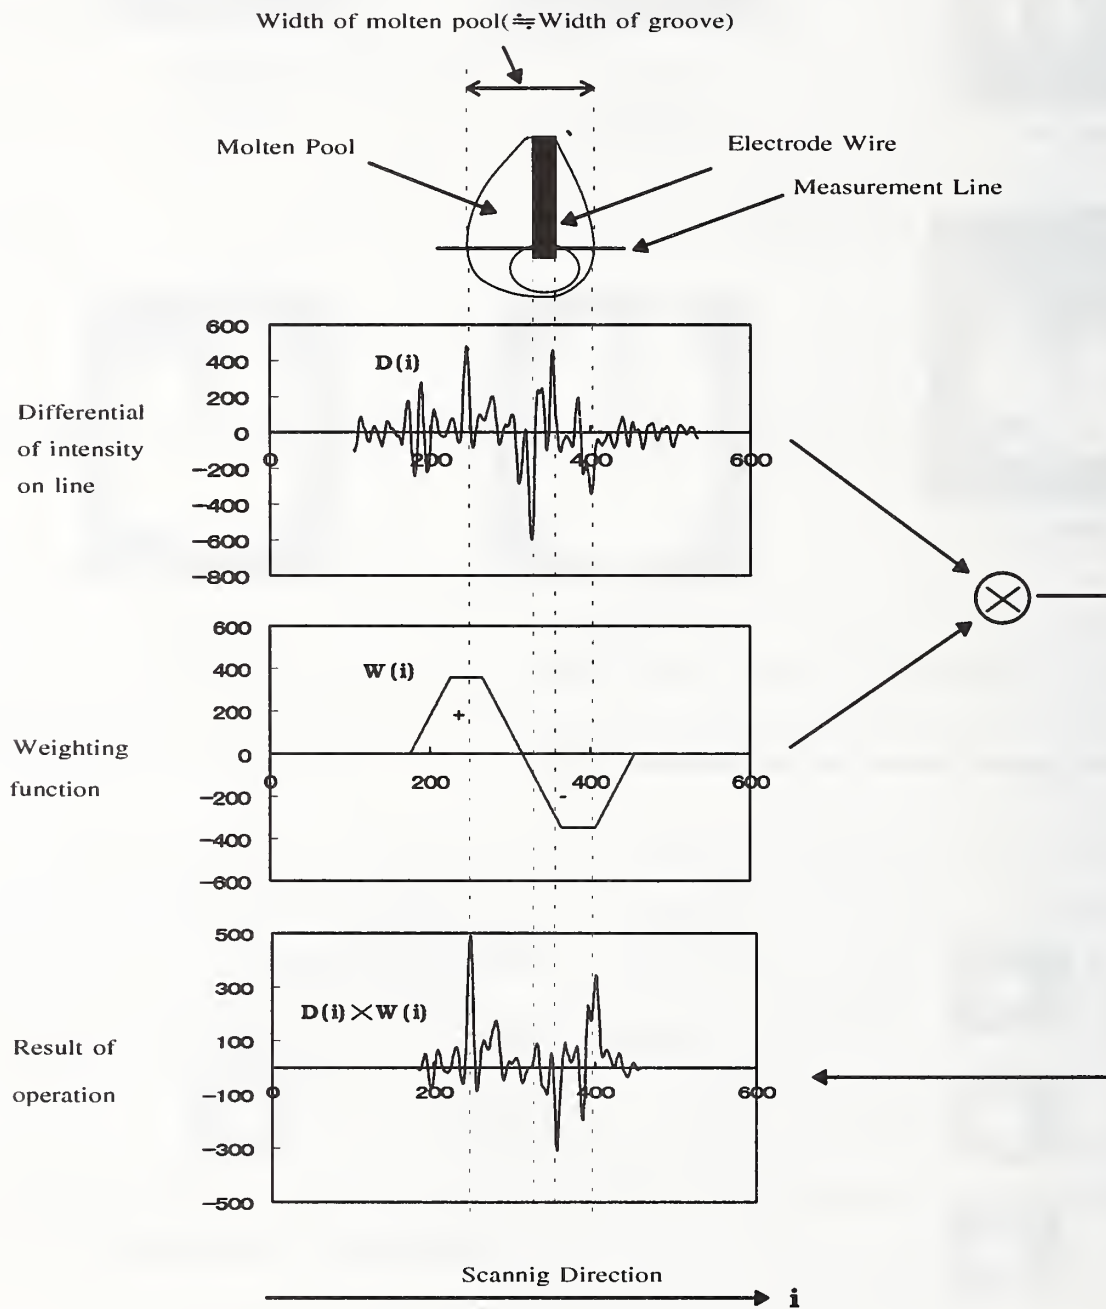 Width of molten pool(≒Width of groove)
Molten Pool
Electrode Wire
Measurement Line
600
400
200
0
−200
−400
−600
−800
D(i)
0
200
400
600
Differential
of intensity
on line
600
400
200
0
−200
−400
−600
W(i)
+
-
0
200
400
600
Weighting
function
500
300
100
−100
−300
−500
D(i)×W(i)
0
200
400
600
Result of
operation
Scannig Direction
i